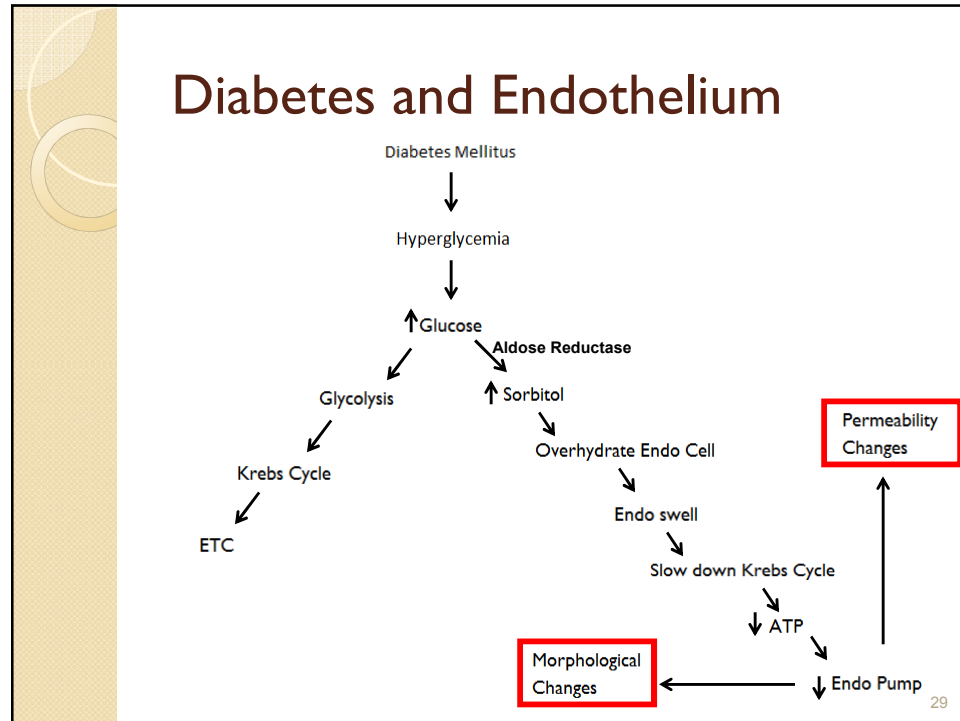 Diabetes and Endothelium
Diabetes Mellitus
Hyperglycemia
Glucose
Aldose Reductase
Glycolysis
Sorbitol
Krebs Cycle
Overhydrate Endo Cell
ETC
Endo swell
Slow down Krebs Cycle
ATP
Endo Pump
Permeability
Changes
Morphological
Changes
29